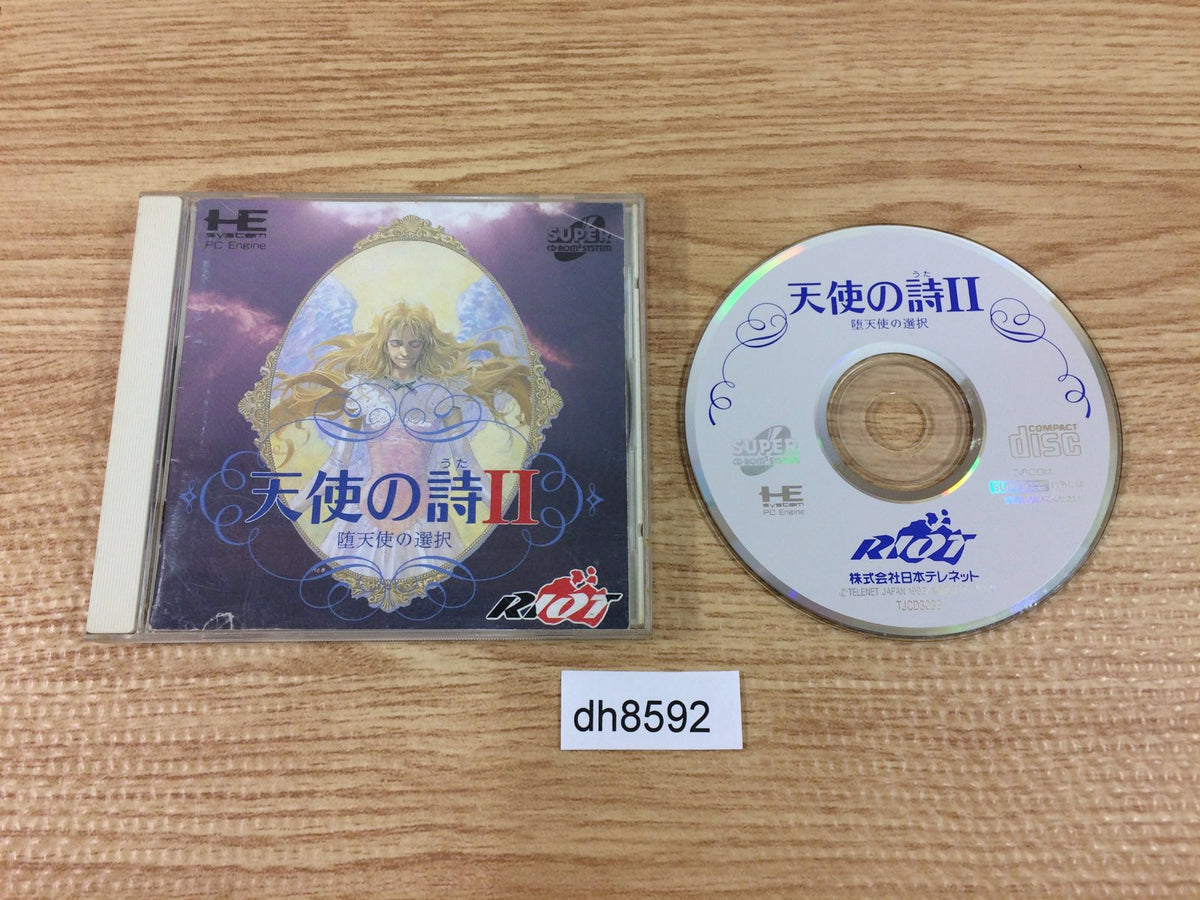 HE
system
PC Engine
SUPER
CD-ROM² SYSTEM
うた
天使の詩II
堕天使の選択
RIOT
うた
天使の詩II
堕天使の選択
SUPER
CD-ROM² SYSTEM
COMPACT
disc
HE
system
PC Engine
RIOT
株式会社日本テレネット
©TELENET JAPAN
dh8592